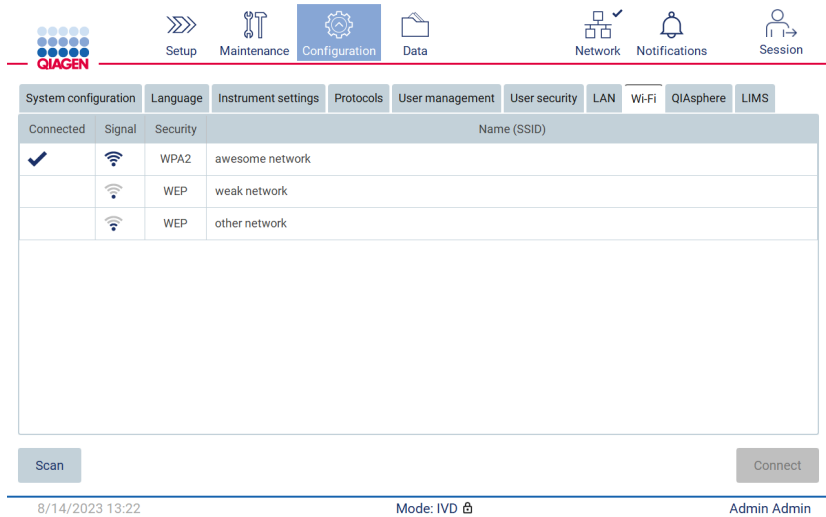 QIAGEN
Setup Maintenance Configuration Data Network Notifications Session
System configuration Language Instrument settings Protocols User management User security LAN Wi-Fi QIAsphere LIMS
Connected Signal Security Name (SSID)
WPA2 awesome network
WEP weak network
WEP other network
Scan Connect
8/14/2023 13:22 Mode: IVD Admin Admin